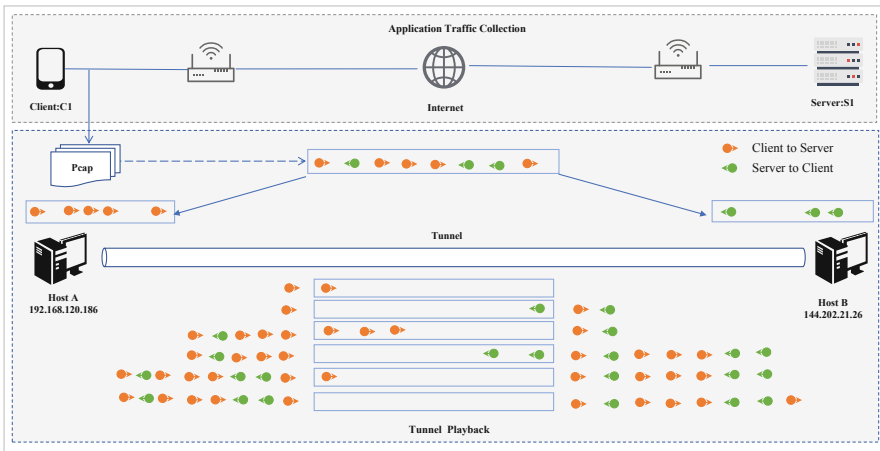 Application Traffic Collection
Client:C1
Internet
Server:S1
Pcap
Client to Server
Server to Client
Tunnel
Host A
192.168.120.186
Host B
144.202.21.26
Tunnel Playback